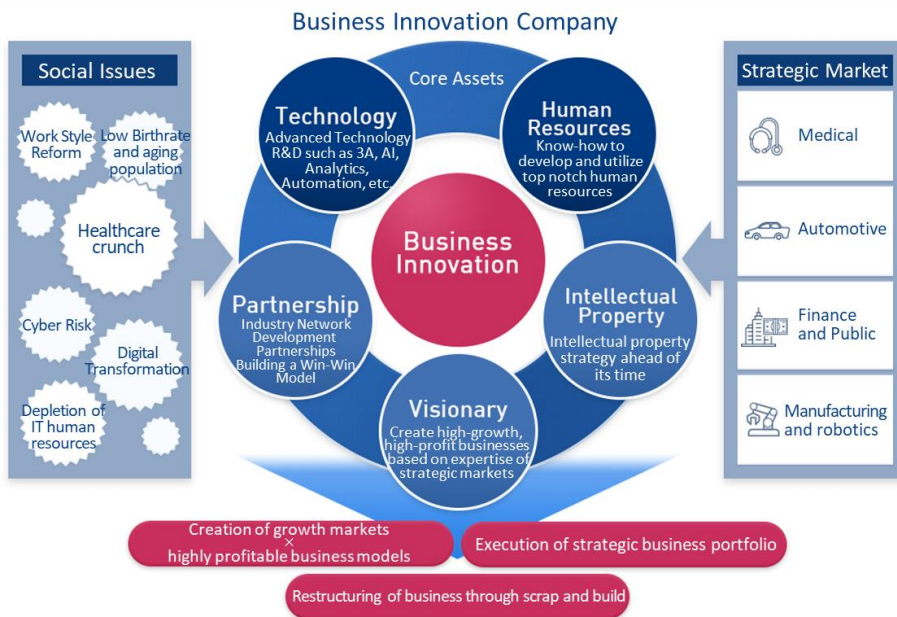 Business Innovation Company
Social Issues
Work Style
Reform
Low Birthrate
and aging
population
Healthcare
crunch
Cyber Risk
Digital
Transformation
Depletion of
IT human
resources
Core Assets
Technology
Advanced Technology
R&D such as 3A, AI,
Analytics,
Automation, etc.
Human
Resources
Know-how to
develop and utilize
top notch human
resources
Business
Innovation
Partnership
Industry Network
Development
Partnerships
Building a Win-Win
Model
Intellectual
Property
Intellectual property
strategy ahead of
its time
Visionary
Create high-growth,
high-profit businesses
based on expertise of
strategic markets
Strategic Market
Medical
Automotive
Finance
and Public
Manufacturing
and robotics
Creation of growth markets
×
highly profitable business models
Execution of strategic business portfolio
Restructuring of business through scrap and build